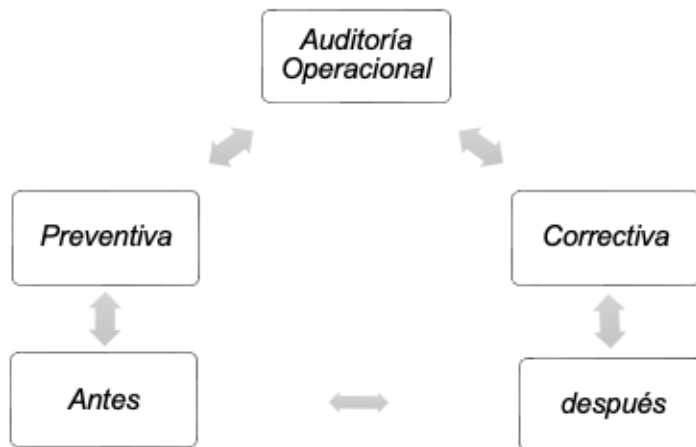 Auditoría
Operacional
Preventiva
Correctiva
Antes
después